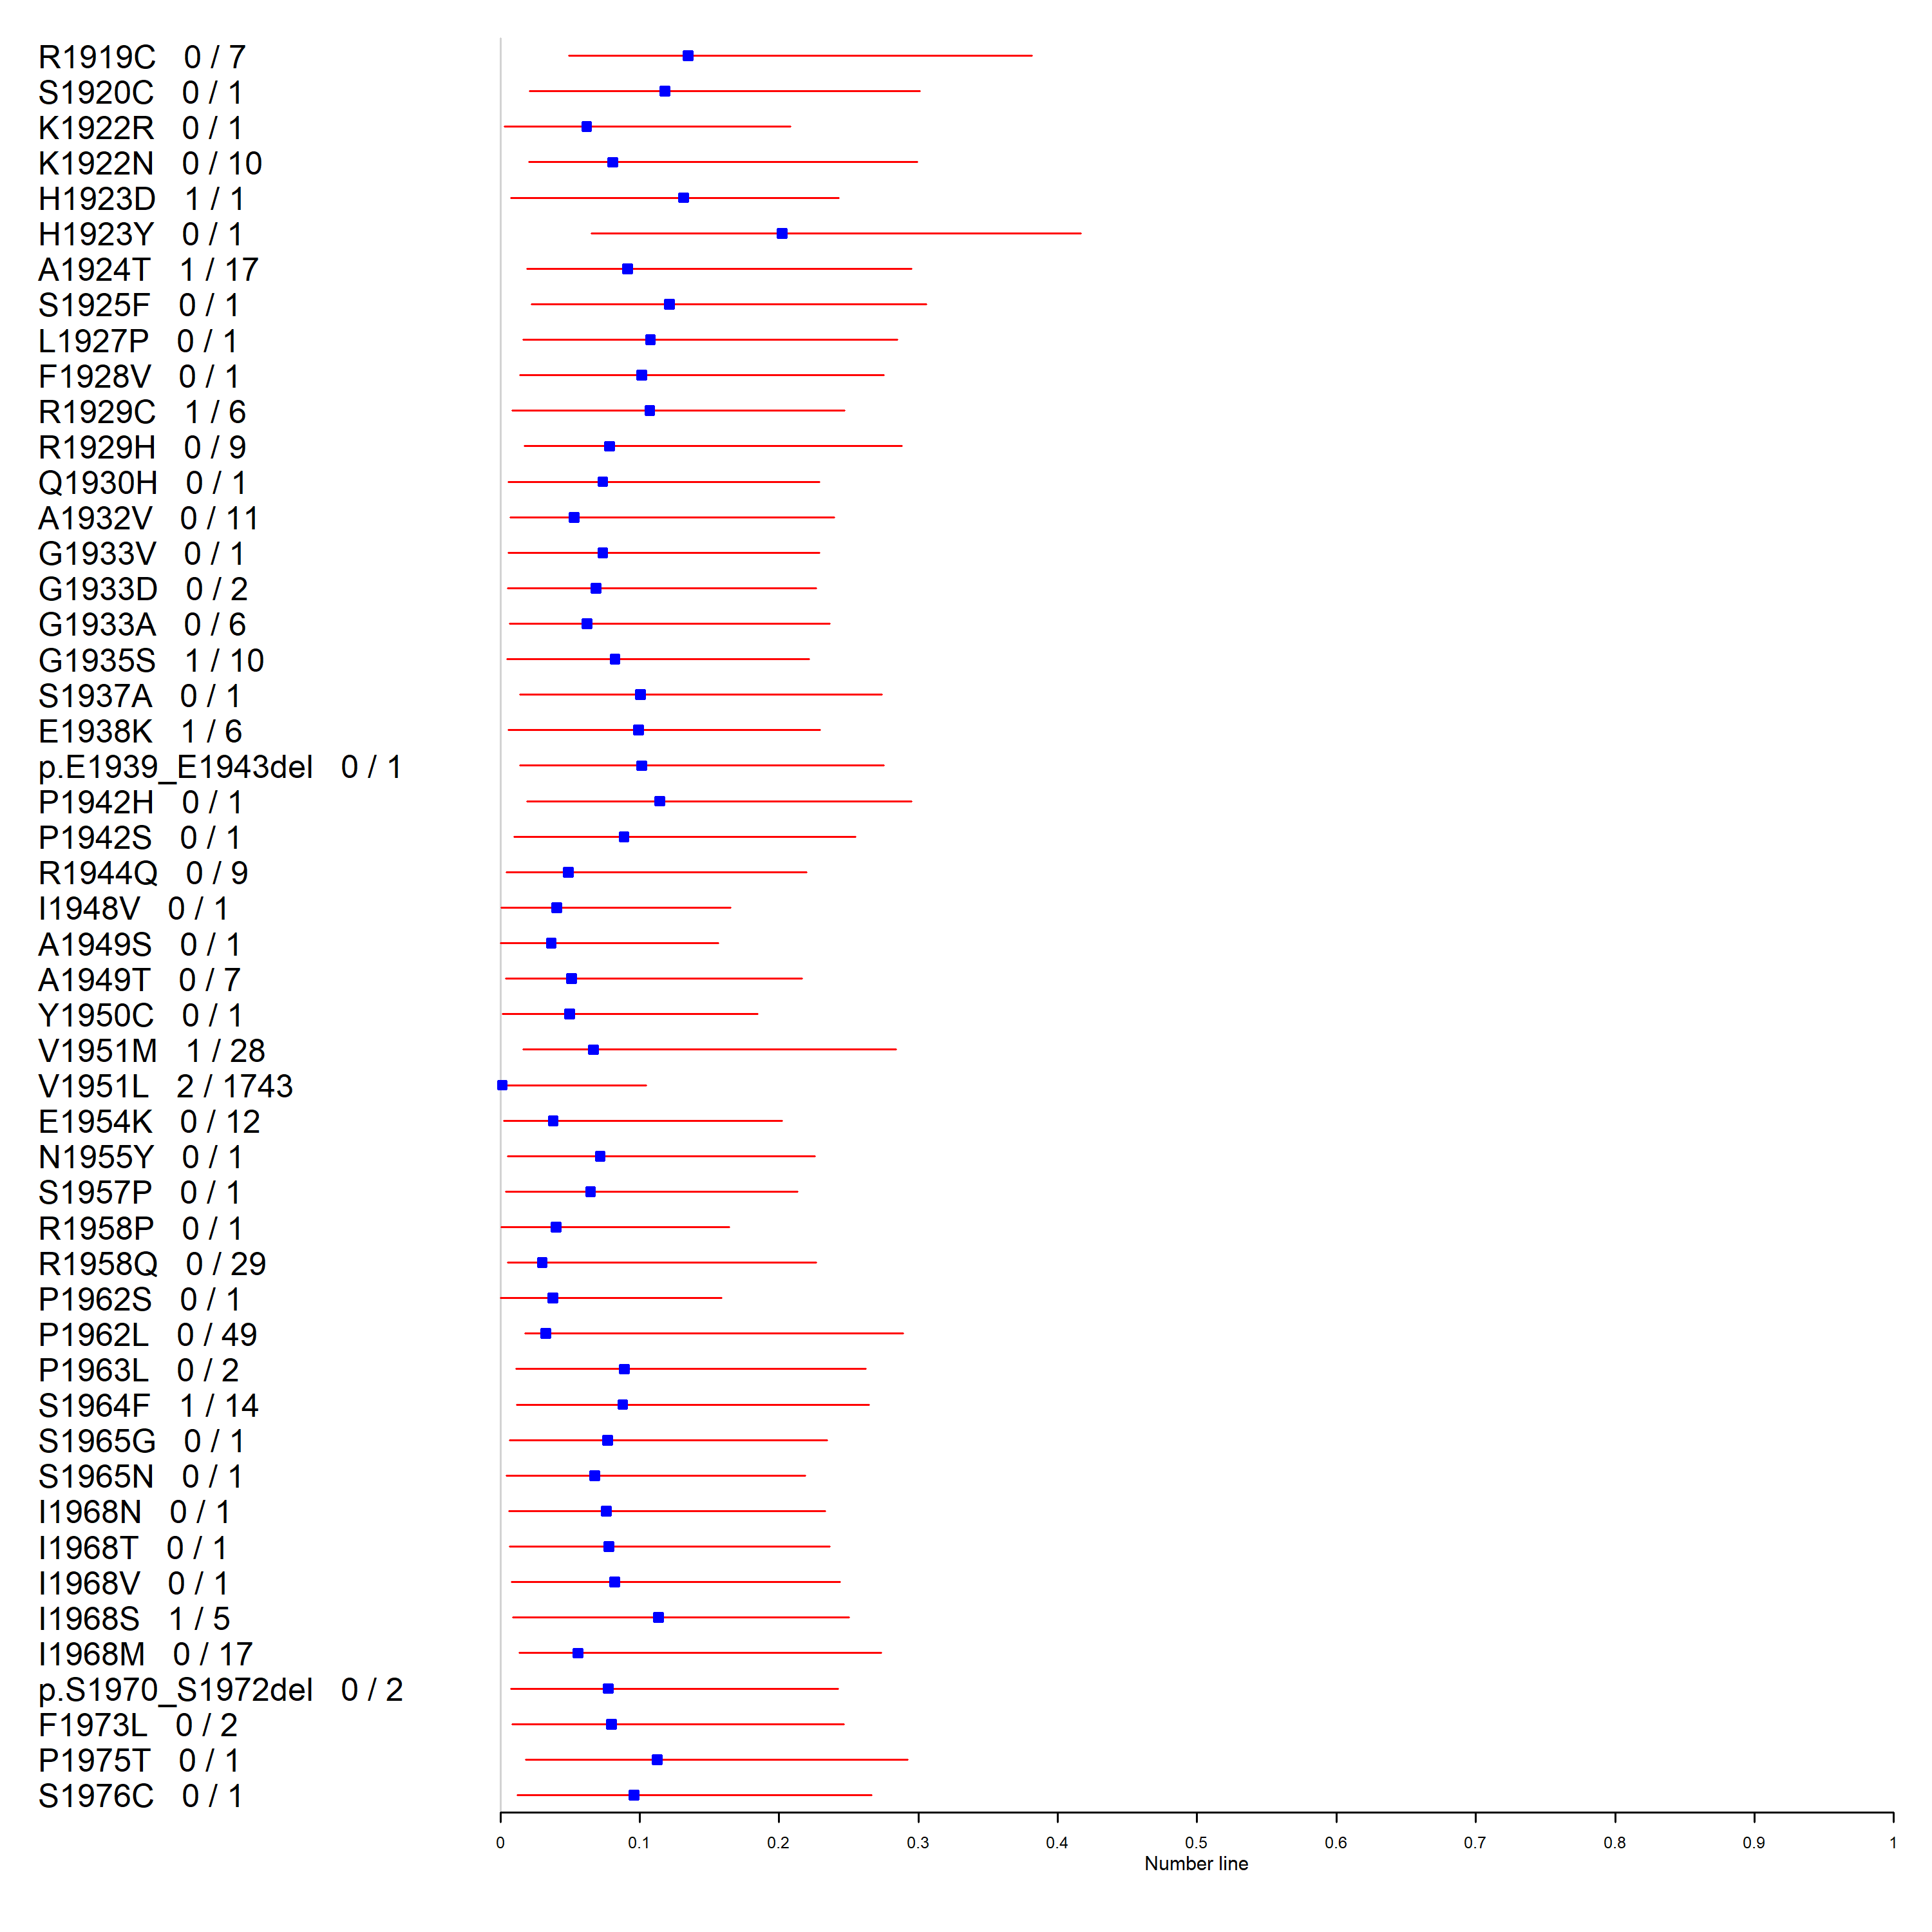 R1919C 0 / 7
S1920C 0 / 1
K1922R 0 / 1
K1922N 0 / 10
H1923D 1 / 1
H1923Y 0 / 1
A1924T 1 / 17
S1925F 0 / 1
L1927P 0 / 1
F1928V 0 / 1
R1929C 1 / 6
R1929H 0 / 9
Q1930H 0 / 1
A1932V 0 / 11
G1933V 0 / 1
G1933D 0 / 2
G1933A 0 / 6
G1935S 1 / 10
S1937A 0 / 1
E1938K 1 / 6
p.E1939_E1943del 0 / 1
P1942H 0 / 1
P1942S 0 / 1
R1944Q 0 / 9
I1948V 0 / 1
A1949S 0 / 1
A1949T 0 / 7
Y1950C 0 / 1
V1951M 1 / 28
V1951L 2 / 1743
E1954K 0 / 12
N1955Y 0 / 1
S1957P 0 / 1
R1958P 0 / 1
R1958Q 0 / 29
P1962S 0 / 1
P1962L 0 / 49
P1963L 0 / 2
S1964F 1 / 14
S1965G 0 / 1
S1965N 0 / 1
I1968N 0 / 1
I1968T 0 / 1
I1968V 0 / 1
I1968S 1 / 5
I1968M 0 / 17
p.S1970_S1972del 0 / 2
F1973L 0 / 2
P1975T 0 / 1
S1976C 0 / 1
0 0.1 0.2 0.3 0.4 0.5 0.6 0.7 0.8 0.9 1
Number line